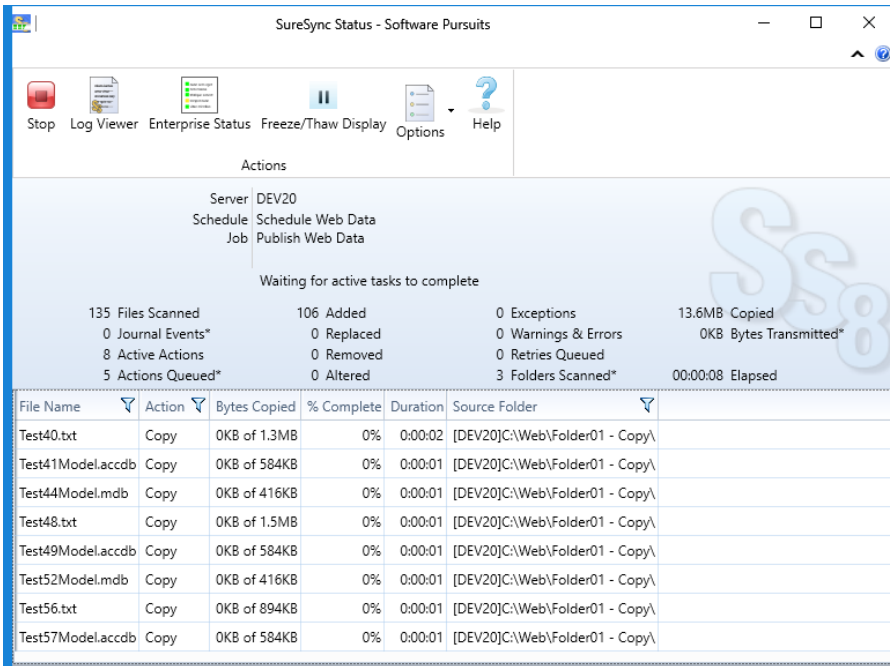 SureSync Status - Software Pursuits
Stop Log Viewer Enterprise Status Freeze/Thaw Display Options Help
Actions
Server DEV20
Schedule Schedule Web Data
Job Publish Web Data
Waiting for active tasks to complete
135 Files Scanned 106 Added 0 Exceptions 13.6MB Copied
0 Journal Events* 0 Replaced 0 Warnings & Errors 0KB Bytes Transmitted*
8 Active Actions 0 Removed 0 Retries Queued
5 Actions Queued* 0 Altered 3 Folders Scanned* 00:00:08 Elapsed
SS8
File Name Action Bytes Copied % Complete Duration Source Folder
Test40.txt Copy 0KB of 1.3MB 0% 0:00:02 [DEV20]C:\Web\Folder01 - Copy\
Test41Model.accdb Copy 0KB of 584KB 0% 0:00:01 [DEV20]C:\Web\Folder01 - Copy\
Test44Model.mdb Copy 0KB of 416KB 0% 0:00:01 [DEV20]C:\Web\Folder01 - Copy\
Test48.txt Copy 0KB of 1.5MB 0% 0:00:01 [DEV20]C:\Web\Folder01 - Copy\
Test49Model.accdb Copy 0KB of 584KB 0% 0:00:01 [DEV20]C:\Web\Folder01 - Copy\
Test52Model.mdb Copy 0KB of 416KB 0% 0:00:01 [DEV20]C:\Web\Folder01 - Copy\
Test56.txt Copy 0KB of 894KB 0% 0:00:01 [DEV20]C:\Web\Folder01 - Copy\
Test57Model.accdb Copy 0KB of 584KB 0% 0:00:01 [DEV20]C:\Web\Folder01 - Copy\